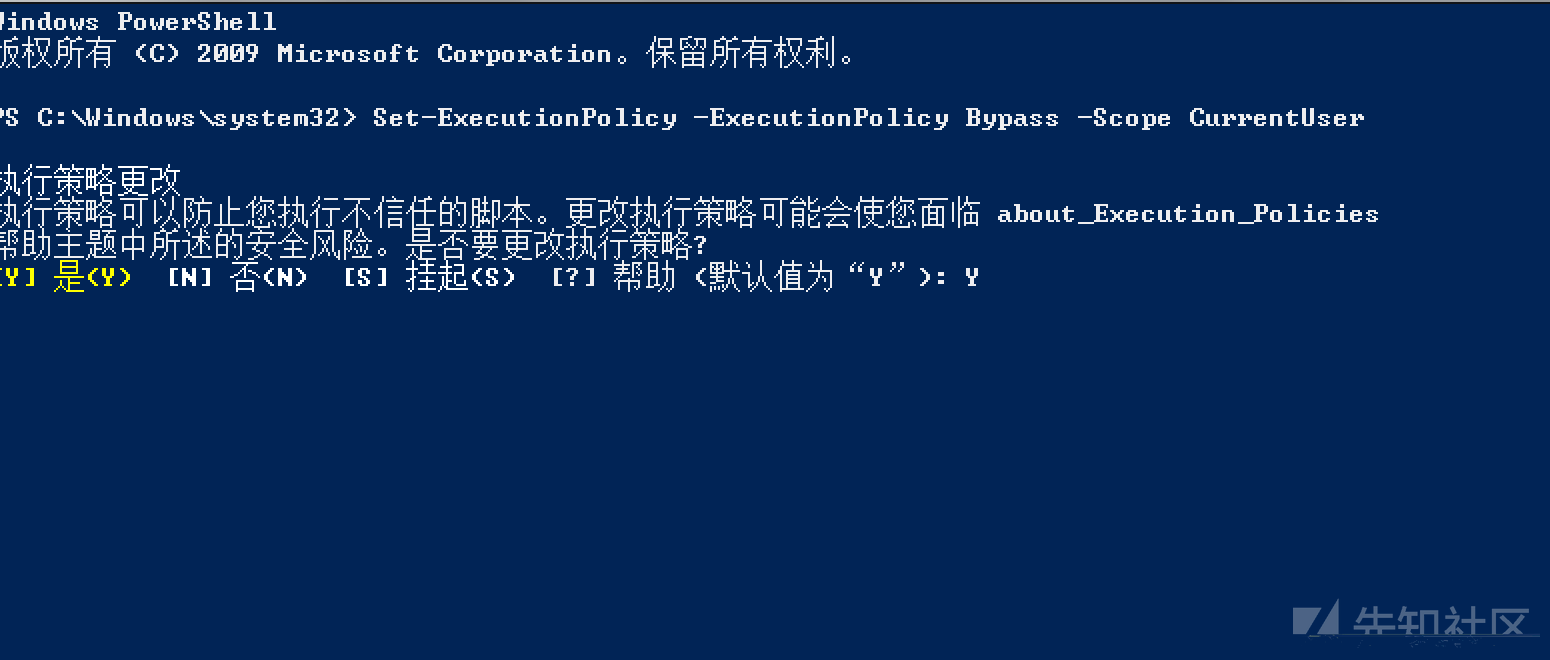 Windows PowerShell
版权所有 (C) 2009 Microsoft Corporation。保留所有权利。
PS C:\Windows\system32> Set-ExecutionPolicy -ExecutionPolicy Bypass -Scope CurrentUser
执行策略更改
执行策略可以防止您执行不信任的脚本。更改执行策略可能会使您面临 about_Execution_Policies
帮助主题中所述的安全风险。是否要更改执行策略?
[Y] 是(Y)  [N] 否(N)  [S] 挂起(S)  [?] 帮助 (默认值为“Y”): Y
先知社区